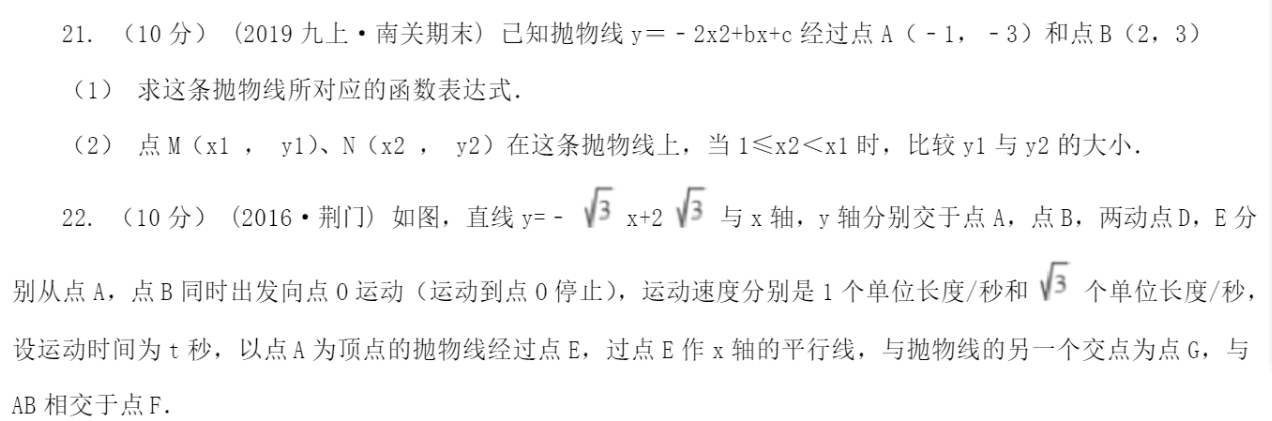 21. （10 分） (2019 九上·南关期末) 已知抛物线 y＝﹣2x2+bx+c 经过点 A（﹣1，﹣3）和点 B（2，3）
（1） 求这条抛物线所对应的函数表达式．
（2） 点 M（x1 ， y1）、N（x2 ， y2）在这条抛物线上，当 1≤x2＜x1 时，比较 y1 与 y2 的大小．
22. （10 分） (2016·荆门) 如图，直线 y=﹣ √3 x+2 √3 与 x 轴，y 轴分别交于点 A，点 B，两动点 D，E 分
别从点 A，点 B 同时出发向点 O 运动（运动到点 O 停止），运动速度分别是 1 个单位长度/秒和 √3 个单位长度/秒，
设运动时间为 t 秒，以点 A 为顶点的抛物线经过点 E，过点 E 作 x 轴的平行线，与抛物线的另一个交点为点 G，与
AB 相交于点 F．